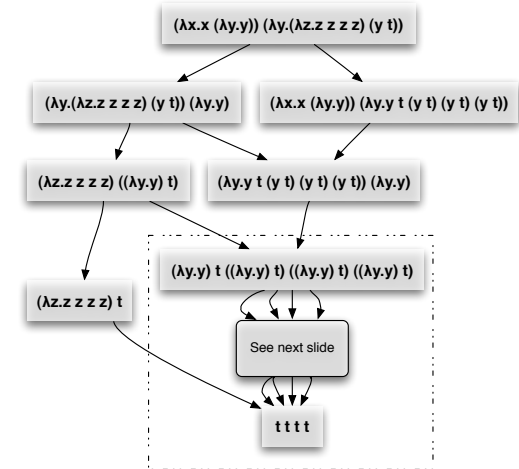 (λx.x (λy.y)) (λy.(λz.z z z z) (y t))
(λy.(λz.z z z z) (y t)) (λy.y)
(λx.x (λy.y)) (λy.y t (y t) (y t) (y t))
(λz.z z z z) ((λy.y) t)
(λy.y t (y t) (y t) (y t)) (λy.y)
(λy.y) t ((λy.y) t) ((λy.y) t) ((λy.y) t)
(λz.z z z z) t
See next slide
t t t t